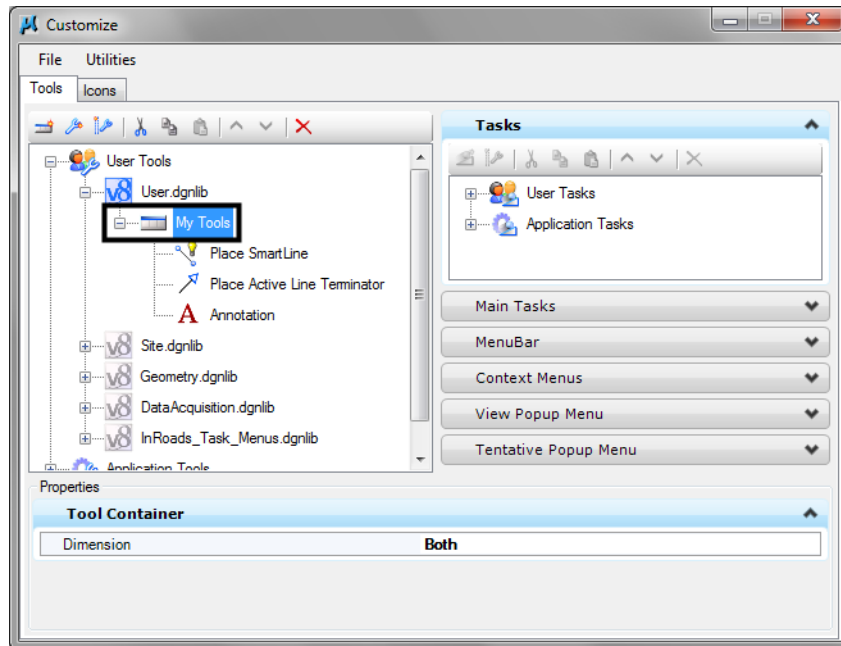 Customize
File Utilities
Tools Icons
Tasks
User Tools
User.dgnlib
My Tools
Place SmartLine
Place Active Line Terminator
Annotation
Site.dgnlib
Geometry.dgnlib
DataAcquisition.dgnlib
InRoads_Task_Menus.dgnlib
Application Tools
User Tasks
Application Tasks
Main Tasks
MenuBar
Context Menus
View Popup Menu
Tentative Popup Menu
Properties
Tool Container
Dimension Both